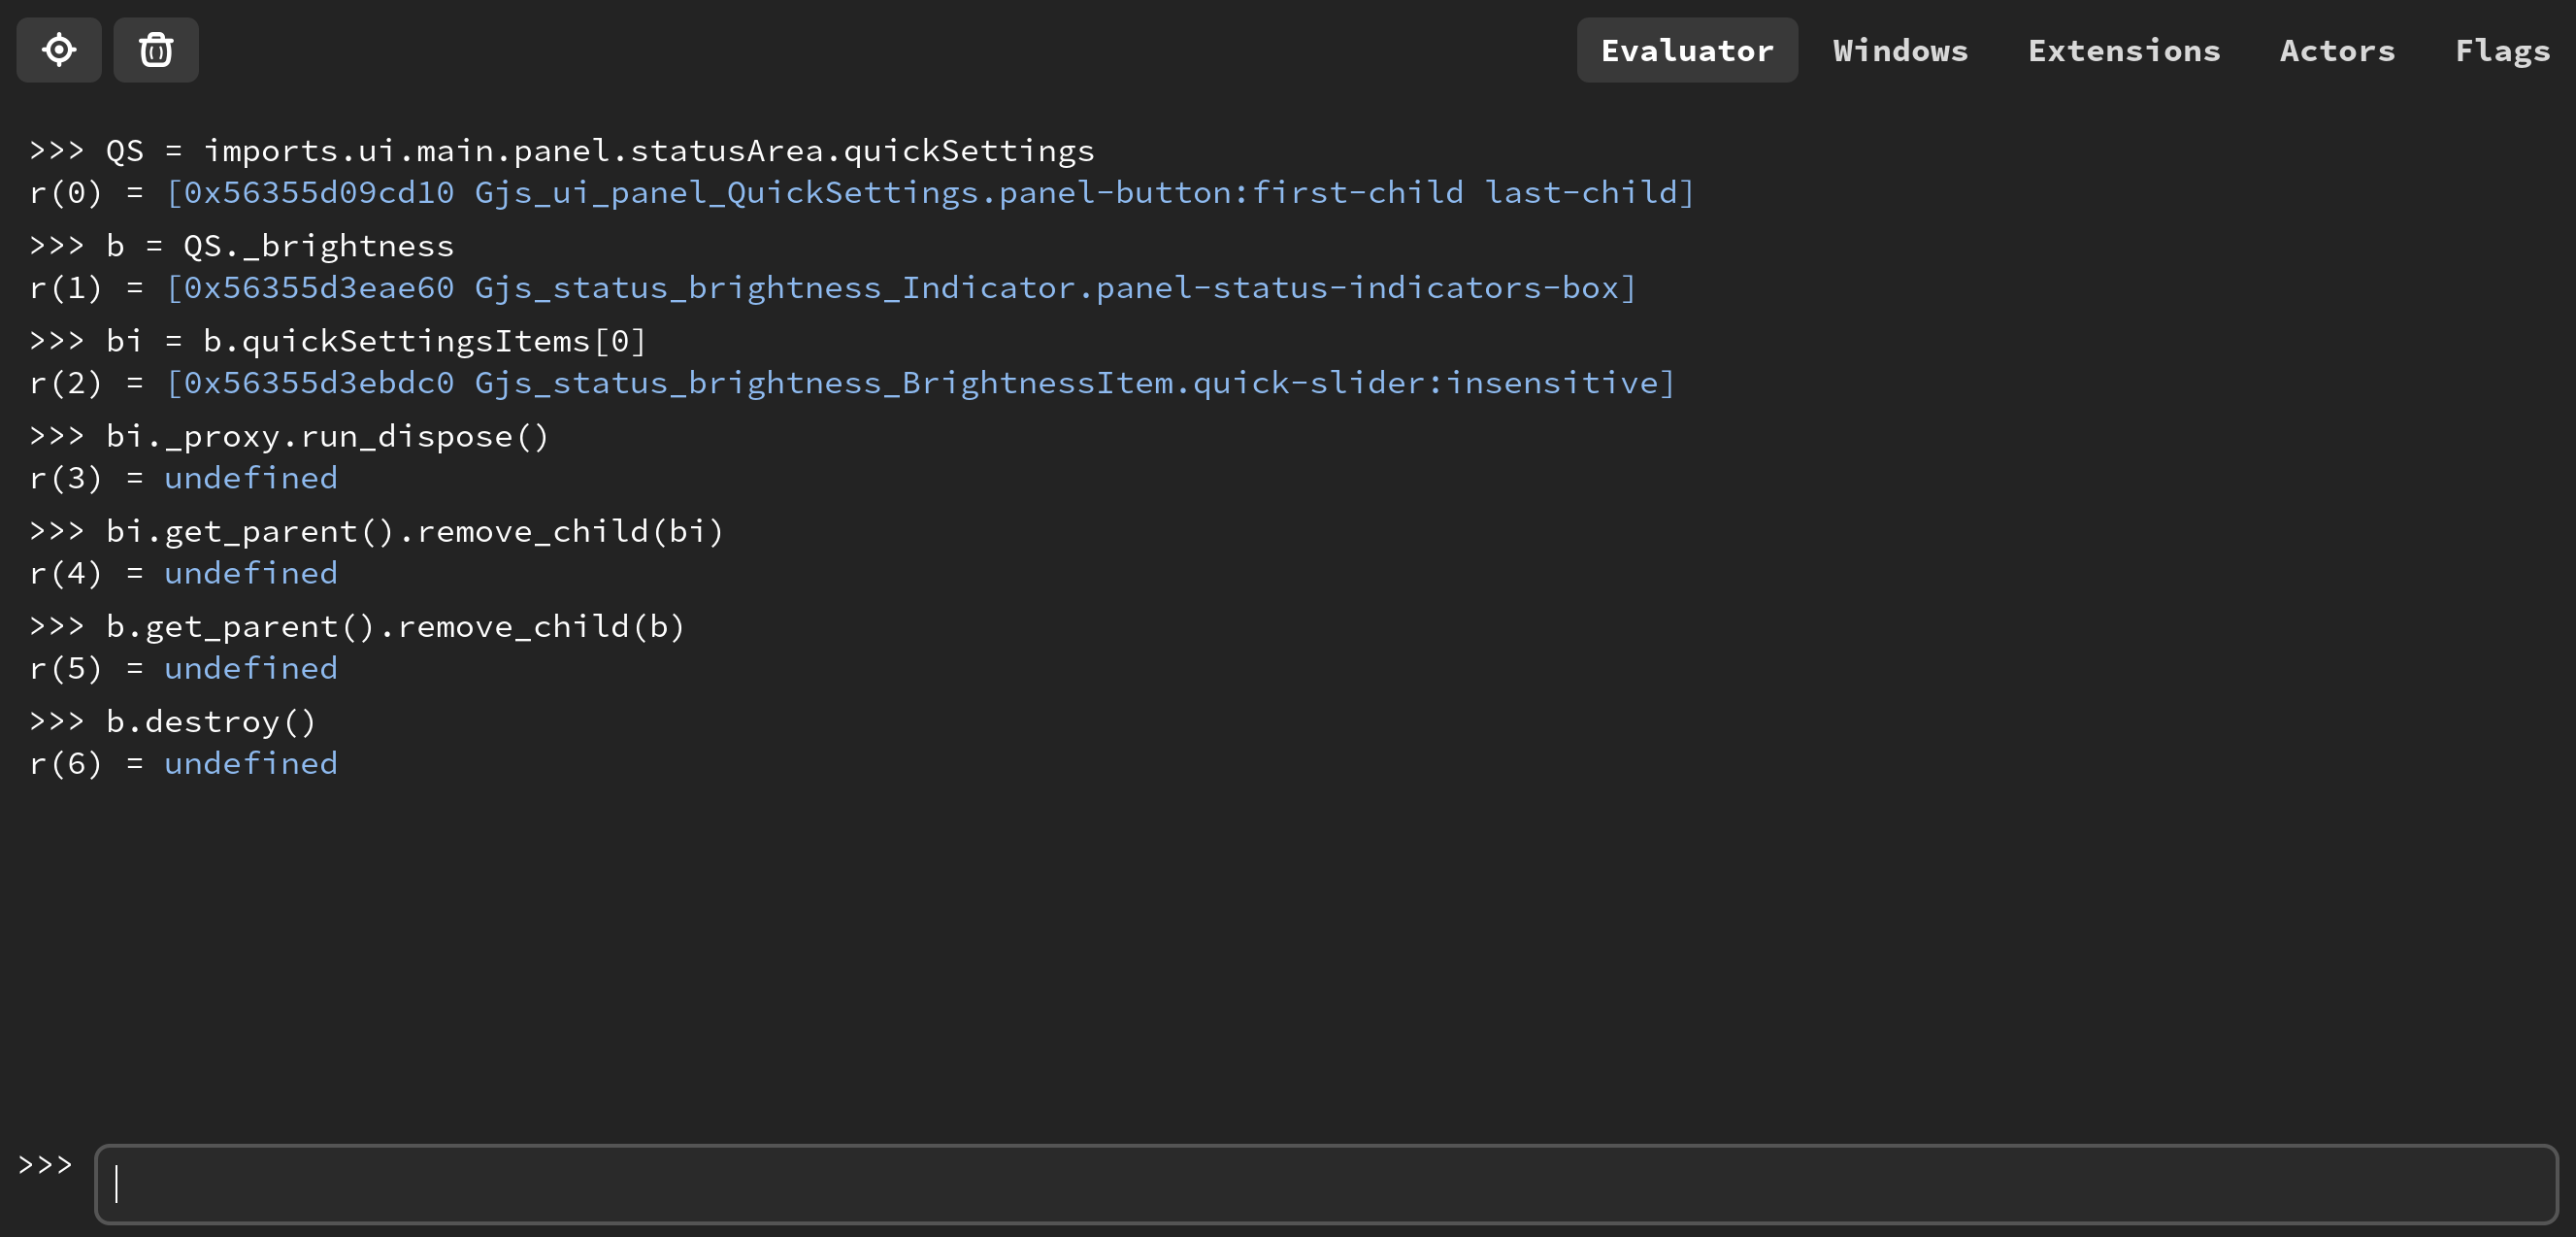 Evaluator Windows Extensions Actors Flags
>>> QS = imports.ui.main.panel.statusArea.quickSettings
r(0) = [0x56355d09cd10 Gjs_ui_panel_QuickSettings.panel-button:first-child last-child]
>>> b = QS._brightness
r(1) = [0x56355d3eae60 Gjs_status_brightness_Indicator.panel-status-indicators-box]
>>> bi = b.quickSettingsItems[0]
r(2) = [0x56355d3ebdc0 Gjs_status_brightness_BrightnessItem.quick-slider:insensitive]
>>> bi._proxy.run_dispose()
r(3) = undefined
>>> bi.get_parent().remove_child(bi)
r(4) = undefined
>>> b.get_parent().remove_child(b)
r(5) = undefined
>>> b.destroy()
r(6) = undefined
>>>